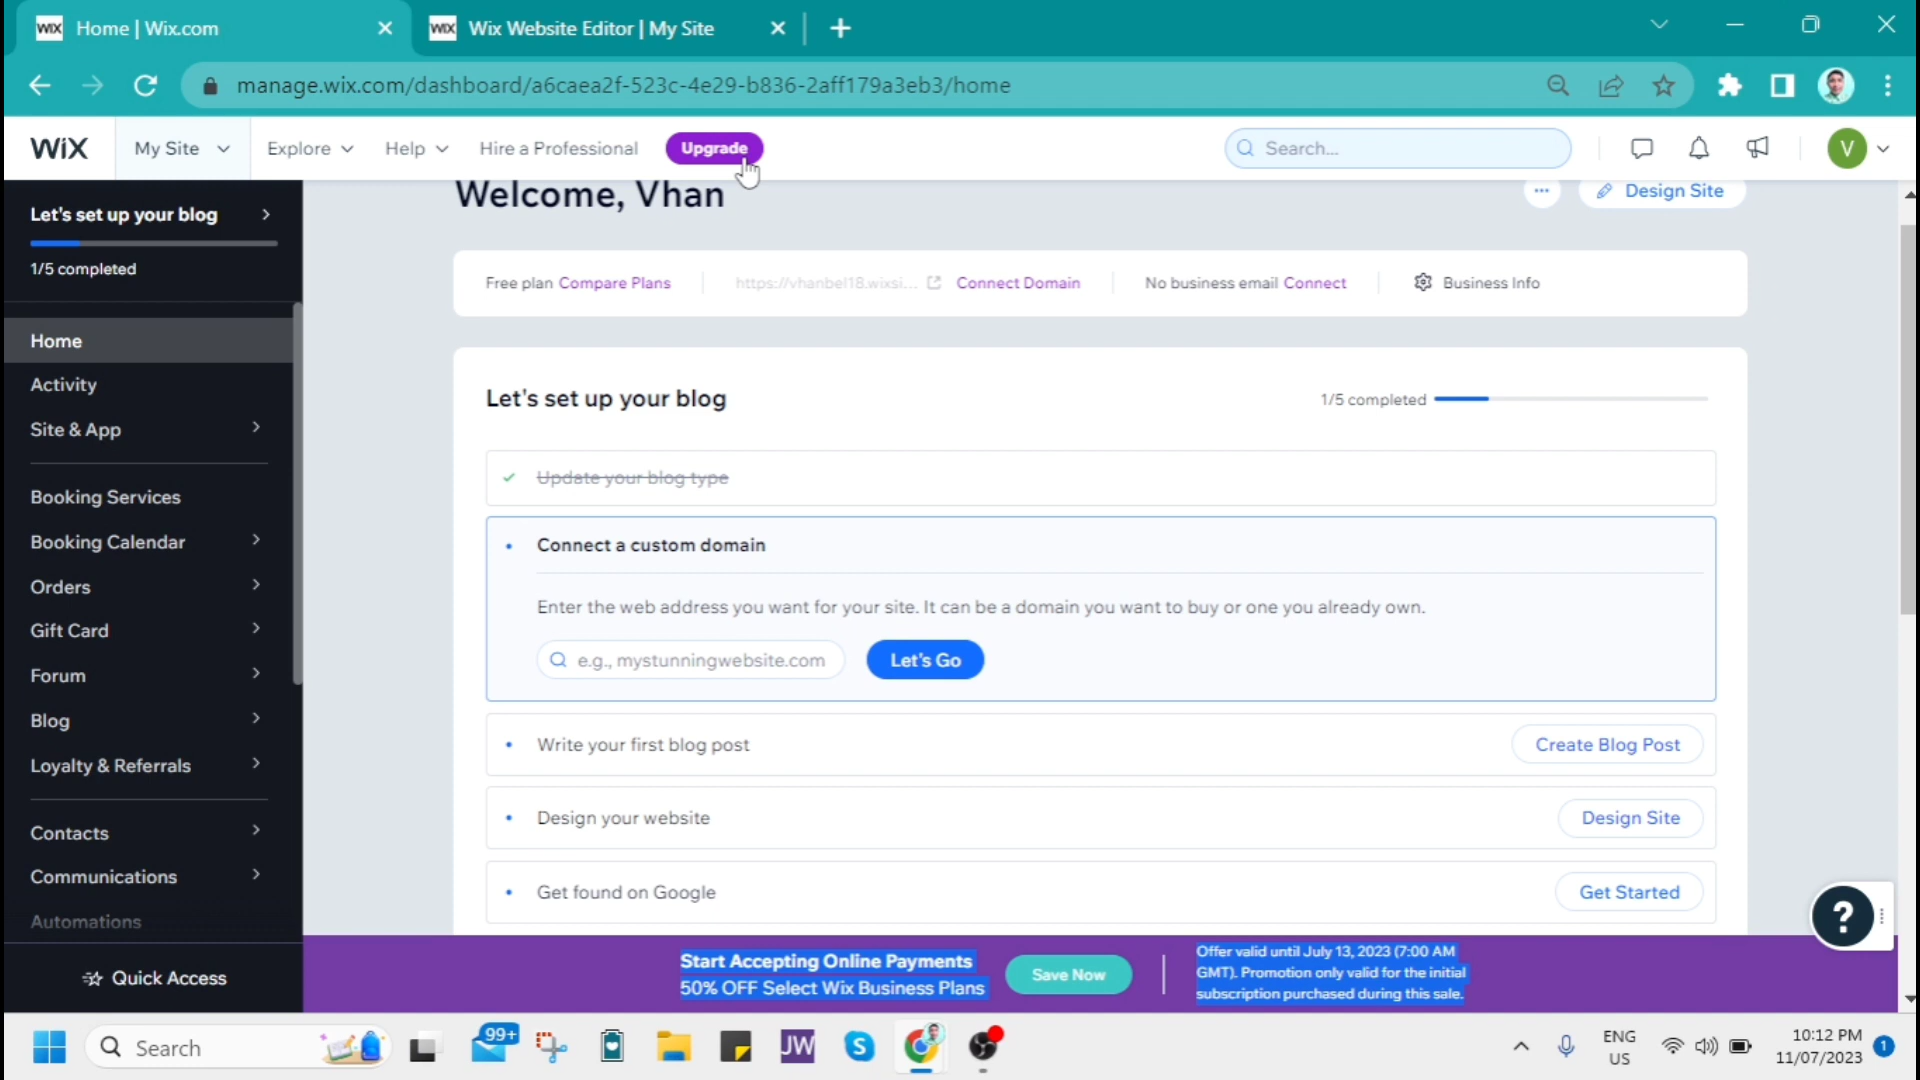 WiX Home | Wix.com
WiX Wix Website Editor | My Site
manage.wix.com/dashboard/a6caea2f-523c-4e29-b836-2aff179a3eb3/home
WiX
My Site
Explore
Help
Hire a Professional
Upgrade
Search...
V
Let's set up your blog
1/5 completed
Home
Activity
Site & App
Booking Services
Booking Calendar
Orders
Gift Card
Forum
Blog
Loyalty & Referrals
Contacts
Communications
Automations
Quick Access
Welcome, Vhan
Design Site
Free plan Compare Plans
https://vhanbel18.wixsi...
Connect Domain
No business email Connect
Business Info
Let's set up your blog
1/5 completed
Update your blog type
Connect a custom domain
Enter the web address you want for your site. It can be a domain you want to buy or one you already own.
e.g., mystunningwebsite.com
Let's Go
Write your first blog post
Create Blog Post
Design your website
Design Site
Get found on Google
Get Started
?
Start Accepting Online Payments
50% OFF Select Wix Business Plans
Save Now
Offer valid until July 13, 2023 (7:00 AM
GMT). Promotion only valid for the initial
subscription purchased during this sale.
Search
99+
JW
S
ENG
US
10:12 PM
11/07/2023
1